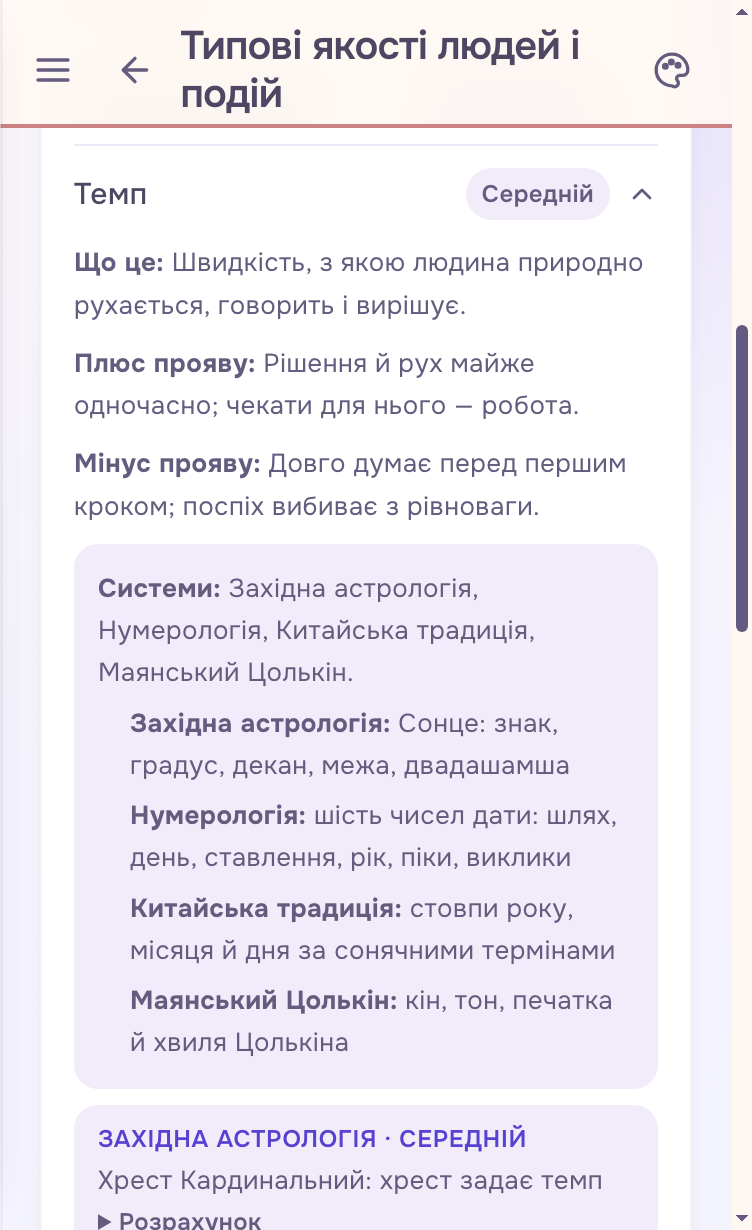 Типові якості людей і
подій
Темп
Середній
Що це: Швидкість, з якою людина природно
рухається, говорить і вирішує.
Плюс прояву: Рішення й рух майже
одночасно; чекати для нього — робота.
Мінус прояву: Довго думає перед першим
кроком; поспіх вибиває з рівноваги.
Системи: Західна астрологія,
Нумерологія, Китайська традиція,
Маянський Цолькін.
Західна астрологія: Сонце: знак,
градус, декан, межа, двадашамша
Нумерологія: шість чисел дати: шлях,
день, ставлення, рік, піки, виклики
Китайська традиція: стовпи року,
місяця й дня за сонячними термінами
Маянський Цолькін: кін, тон, печатка
й хвиля Цолькіна
ЗАХІДНА АСТРОЛОГІЯ · СЕРЕДНІЙ
Хрест Кардинальний: хрест задає темп
Розрахунок